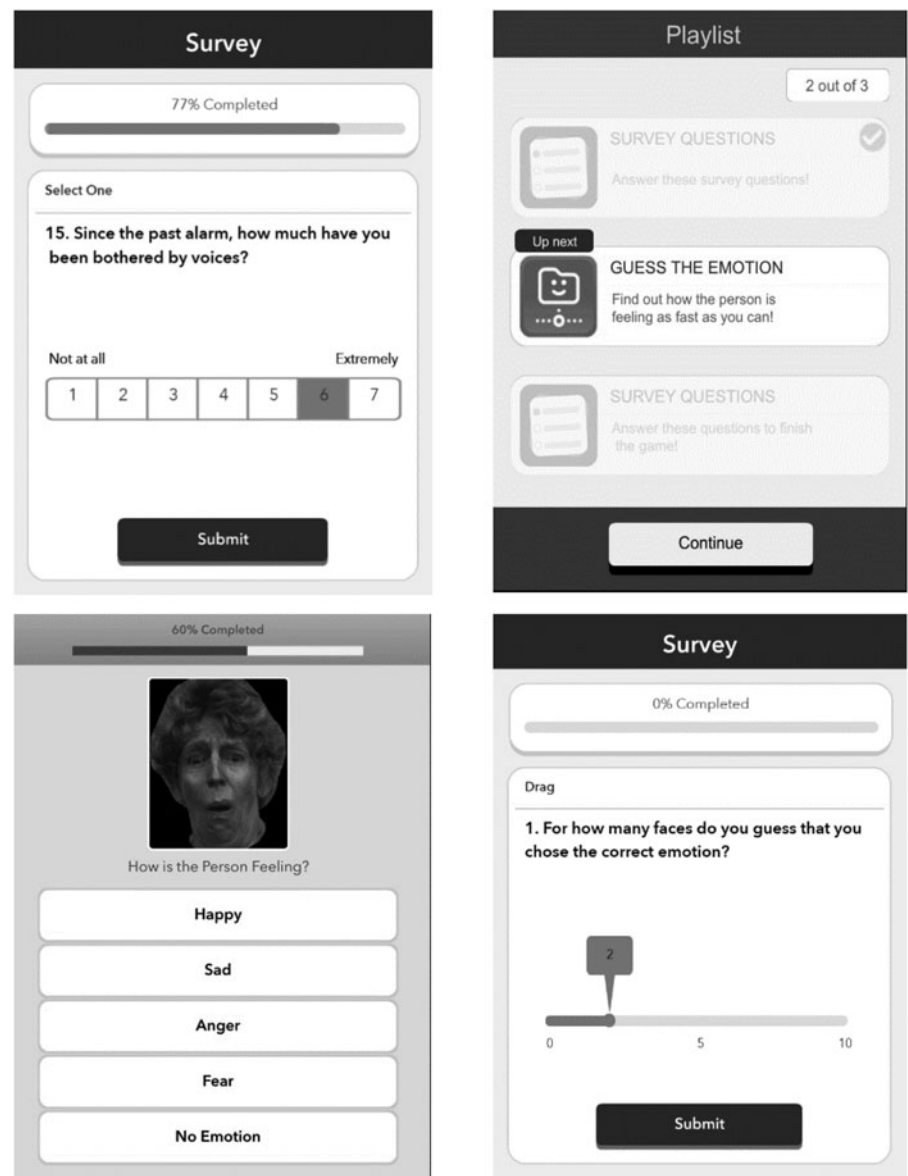 Survey
77% Completed
Select One
15. Since the past alarm, how much have you
been bothered by voices?
Not at all Extremely
1 2 3 4 5 6 7
Submit
Playlist
2 out of 3
SURVEY QUESTIONS
Answer these survey questions!
Up next
GUESS THE EMOTION
Find out how the person is
feeling as fast as you can!
SURVEY QUESTIONS
Answer these questions to finish
the game!
Continue
60% Completed
How is the Person Feeling?
Happy
Sad
Anger
Fear
No Emotion
Survey
0% Completed
Drag
1. For how many faces do you guess that you
chose the correct emotion?
2
0 5 10
Submit